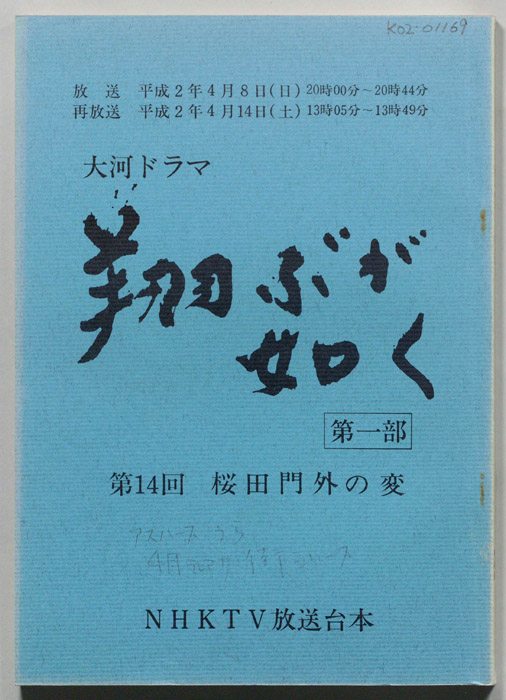 K02-01169
放 送 平成2年4月8日(日) 20時00分～20時44分
再放送 平成2年4月14日(土) 13時05分～13時49分
大河ドラマ
翔ぶが
如く
第一部
第14回 桜田門外の変
NHKTV放送台本